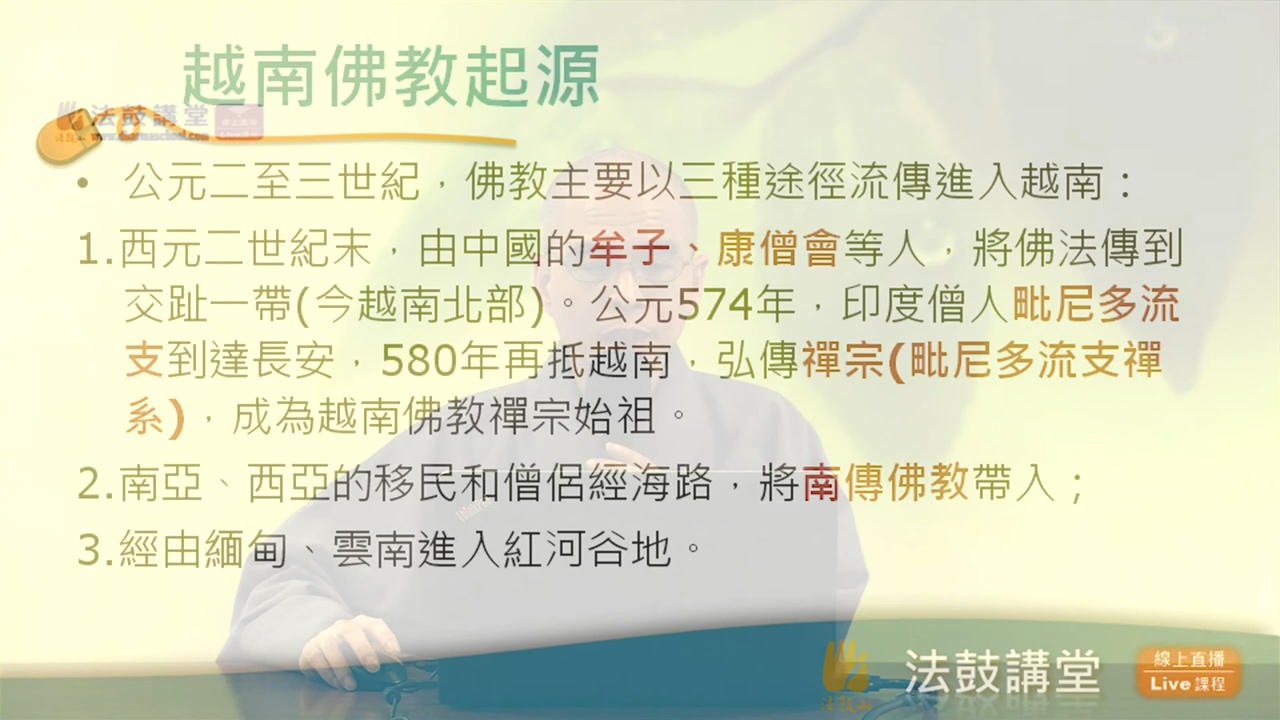 越南佛教起源
法鼓講堂
• 公元二至三世紀，佛教主要以三種途徑流傳進入越南：
1.西元二世紀末，由中國的牟子、康僧會等人，將佛法傳到
交趾一帶(今越南北部)。公元574年，印度僧人毗尼多流
支到達長安，580年再抵越南，弘傳禪宗(毗尼多流支禪
系)，成為越南佛教禪宗始祖。
2.南亞、西亞的移民和僧侶經海路，將南傳佛教帶入；
3.經由緬甸、雲南進入紅河谷地。
法鼓山
法鼓講堂
線上直播
Live課程